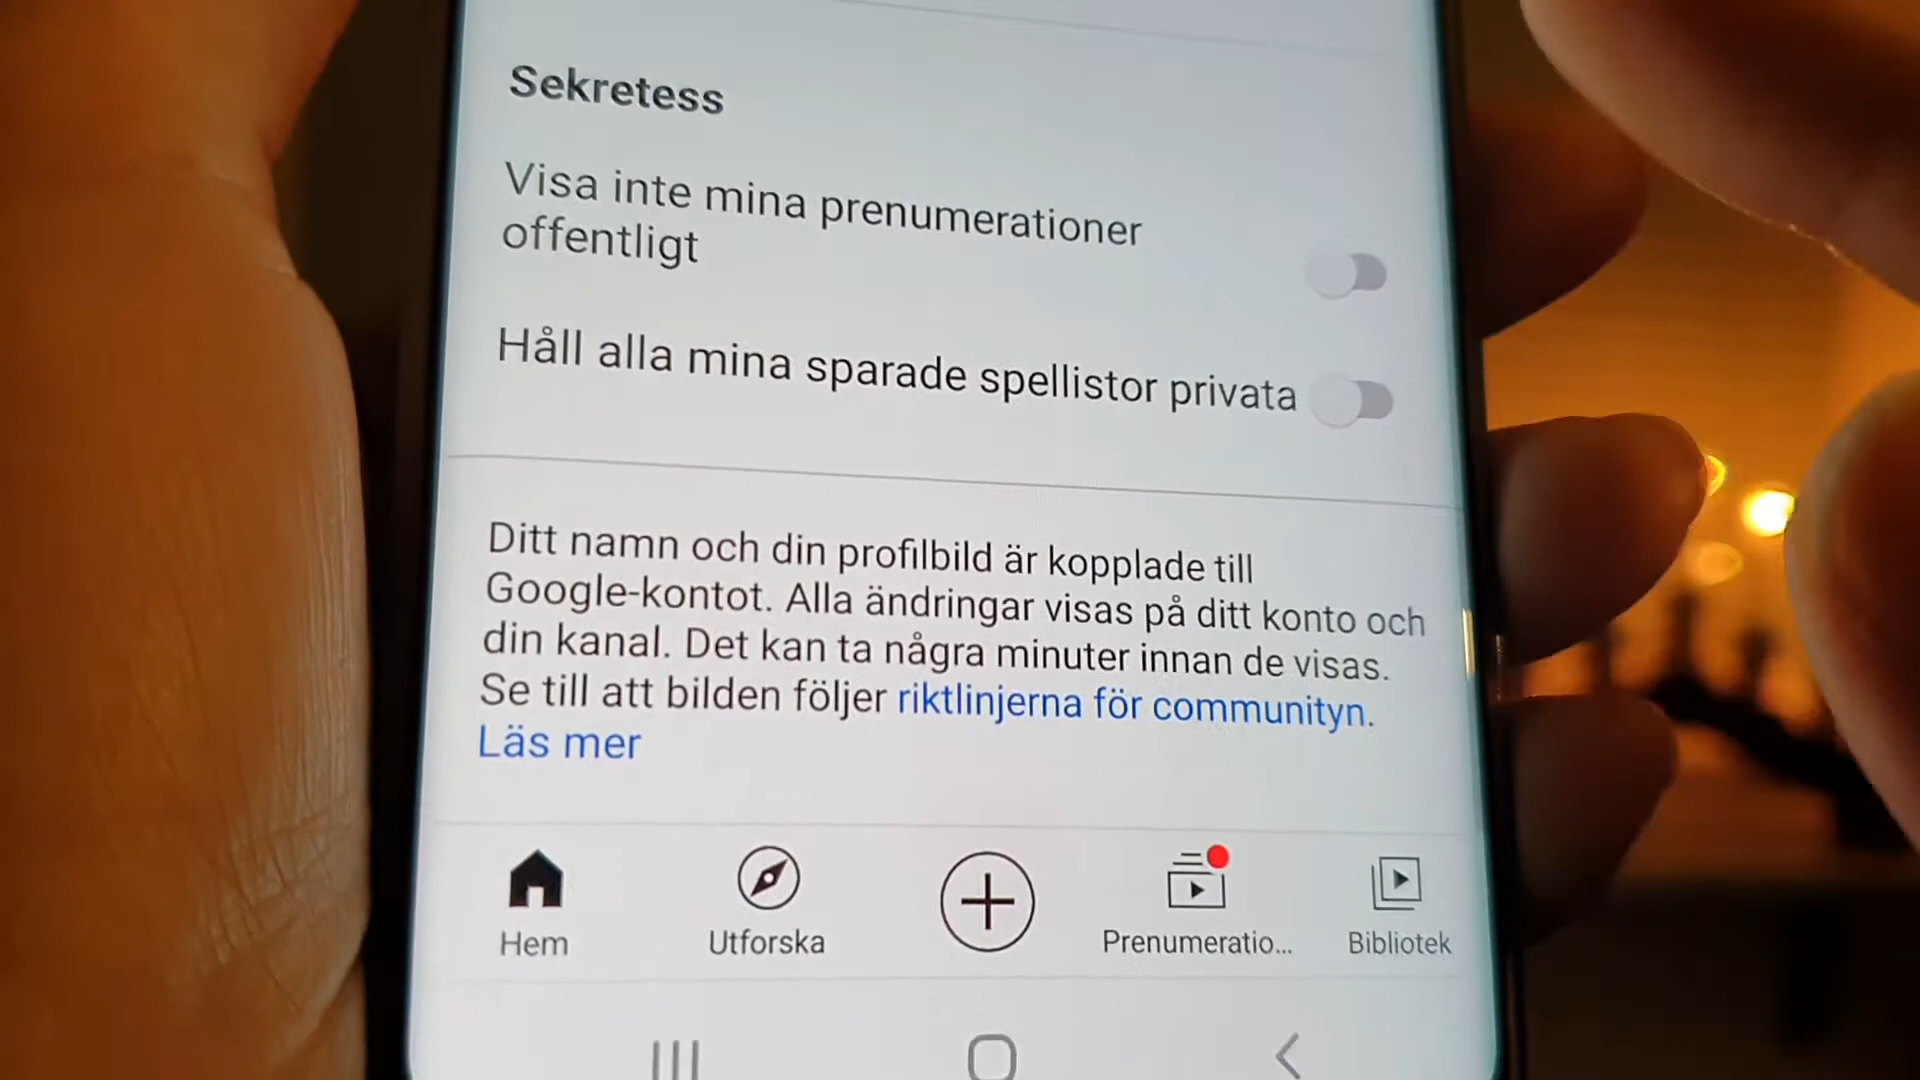 Sekretess
Visa inte mina prenumerationer
offentligt
Håll alla mina sparade spellistor privata
Ditt namn och din profilbild är kopplade till
Google-kontot. Alla ändringar visas på ditt konto och
din kanal. Det kan ta några minuter innan de visas.
Se till att bilden följer riktlinjerna för communityn.
Läs mer
Hem
Utforska
Prenumeratio...
Bibliotek